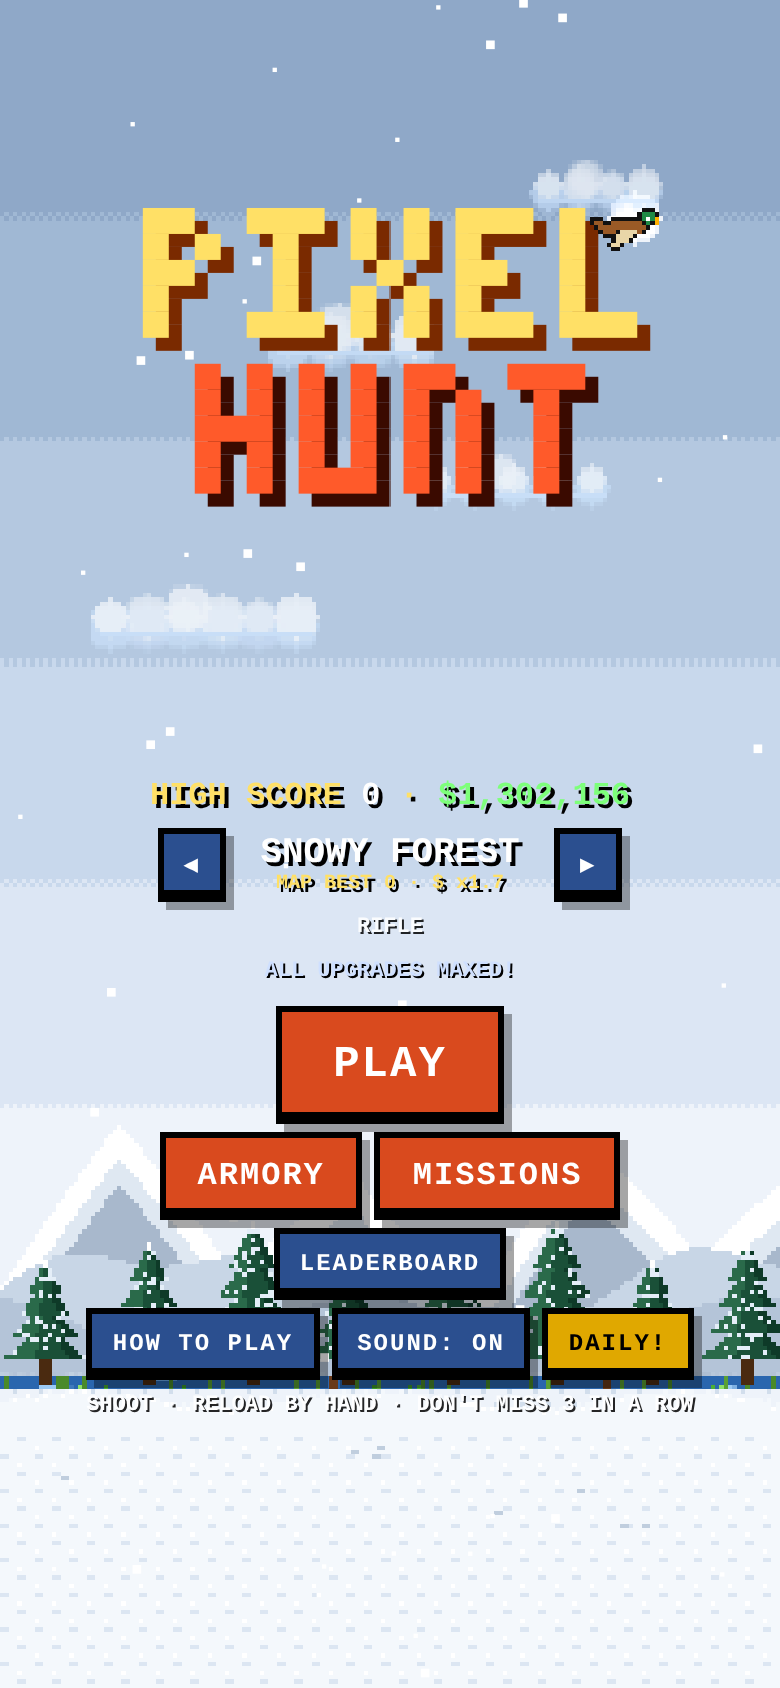 PIXEL
HUNT
HIGH SCORE 0 · $1,302,156
◄ SNOWY FOREST ►
MAP BEST 0 · $ x1.7
RIFLE
ALL UPGRADES MAXED!
PLAY
ARMORY MISSIONS
LEADERBOARD
HOW TO PLAY SOUND: ON DAILY!
SHOOT · RELOAD BY HAND · DON'T MISS 3 IN A ROW